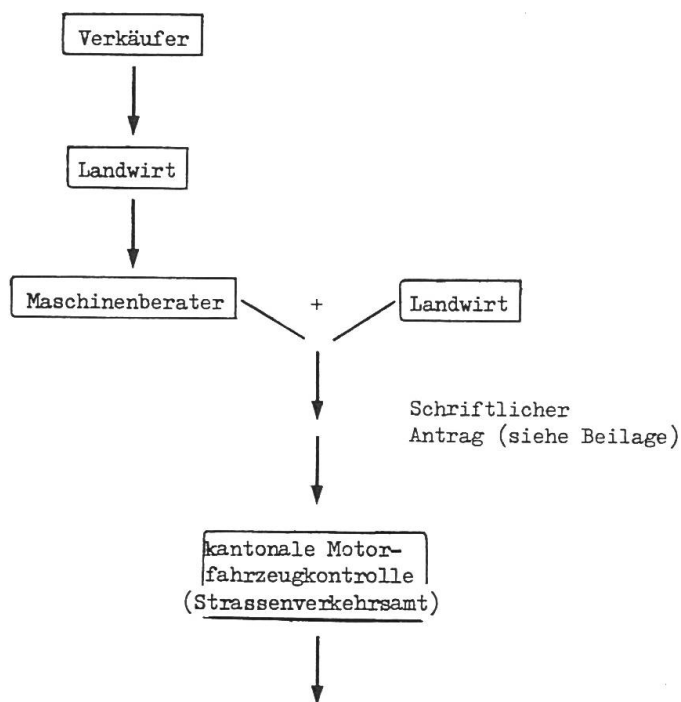 Verkäufer
Landwirt
Maschinenberater
+
Landwirt
Schriftlicher
Antrag (siehe Beilage)
kantonale Motor-
fahrzeugkontrolle
(Strassenverkehrsamt)